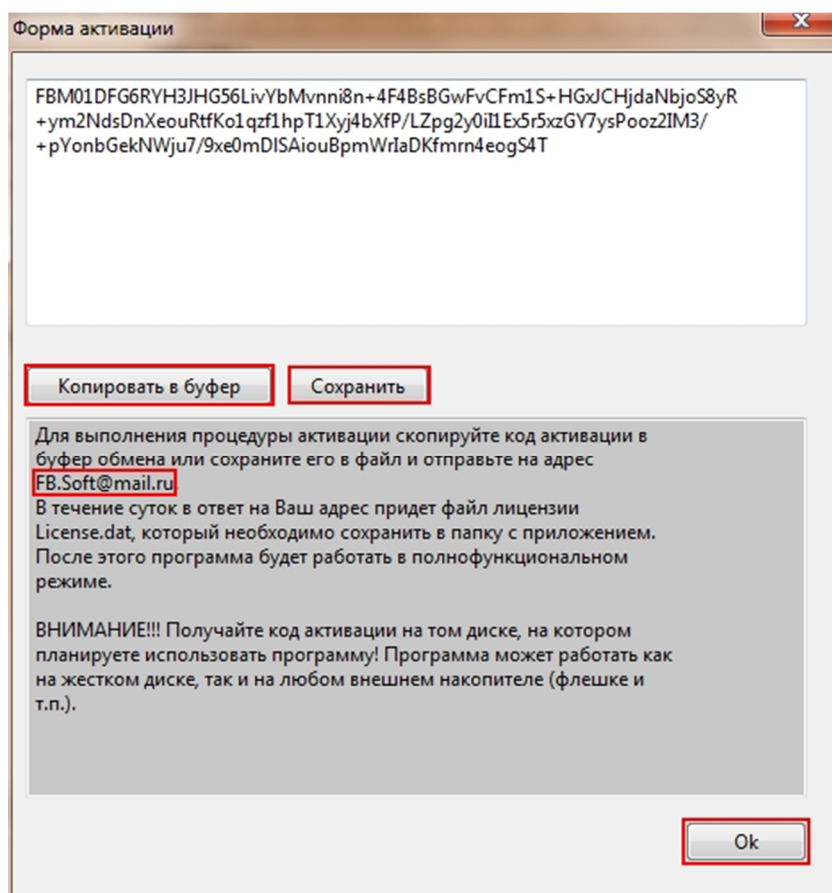 Форма активации
FBM01DFG6RYH3JHG56LivYbMvnni8n+4F4BsBGwFvCFm1S+HGxJCHjdaNbjoS8yR
+ym2NdsDnXeouRtfKo1qzf1hpT1Xyj4bXfP/LZpg2y0iI1Ex5r5xzGY7ysPooz2IM3/
+pYonbGekNWju7/9xe0mDISAiouBpmWrIaDKfmrn4eogS4T
Копировать в буфер Сохранить
Для выполнения процедуры активации скопируйте код активации в
буфер обмена или сохраните его в файл и отправьте на адрес
FB.Soft@mail.ru
В течение суток в ответ на Ваш адрес придет файл лицензии
License.dat, который необходимо сохранить в папку с приложением.
После этого программа будет работать в полнофункциональном
режиме.
ВНИМАНИЕ!!! Получайте код активации на том диске, на котором
планируете использовать программу! Программа может работать как
на жестком диске, так и на любом внешнем накопителе (флешке и
т.п.).
Ok